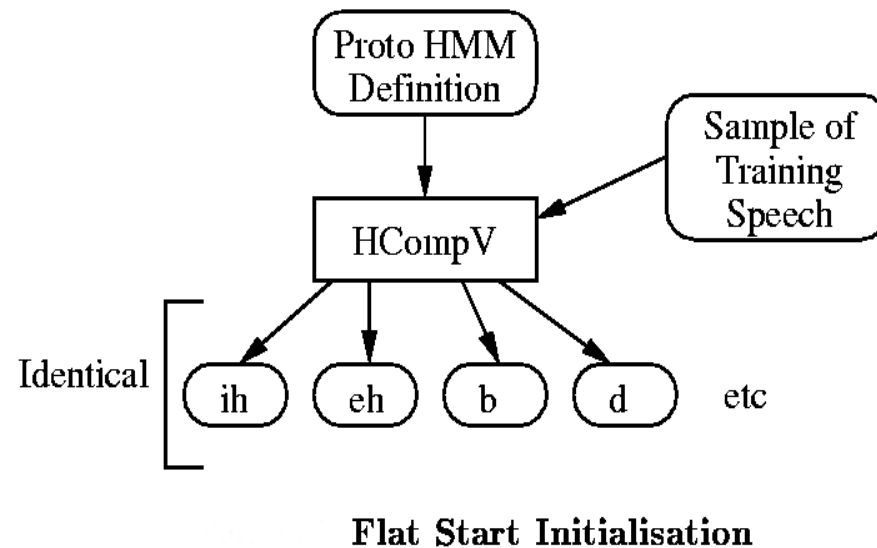 Proto HMM
Definition
Sample of
Training
Speech
HCompV
Identical
ih
eh
b
d
etc
Flat Start Initialisation